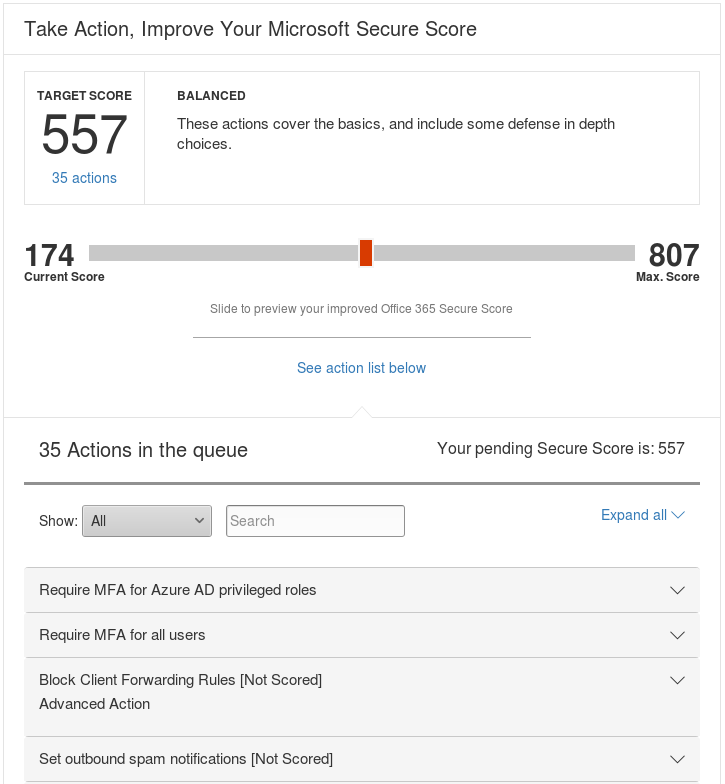 Take Action, Improve Your Microsoft Secure Score
TARGET SCORE
557
35 actions
BALANCED
These actions cover the basics, and include some defense in depth
choices.
174
Current Score
807
Max. Score
Slide to preview your improved Office 365 Secure Score
See action list below
35 Actions in the queue
Your pending Secure Score is: 557
Show: All
Search
Expand all
Require MFA for Azure AD privileged roles
Require MFA for all users
Block Client Forwarding Rules [Not Scored]
Advanced Action
Set outbound spam notifications [Not Scored]